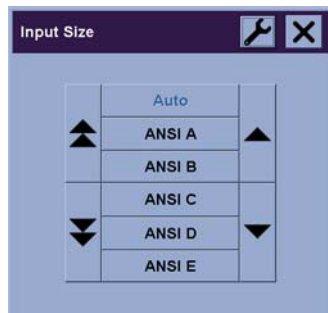 Input Size
Auto
ANSI A
ANSI B
ANSI C
ANSI D
ANSI E